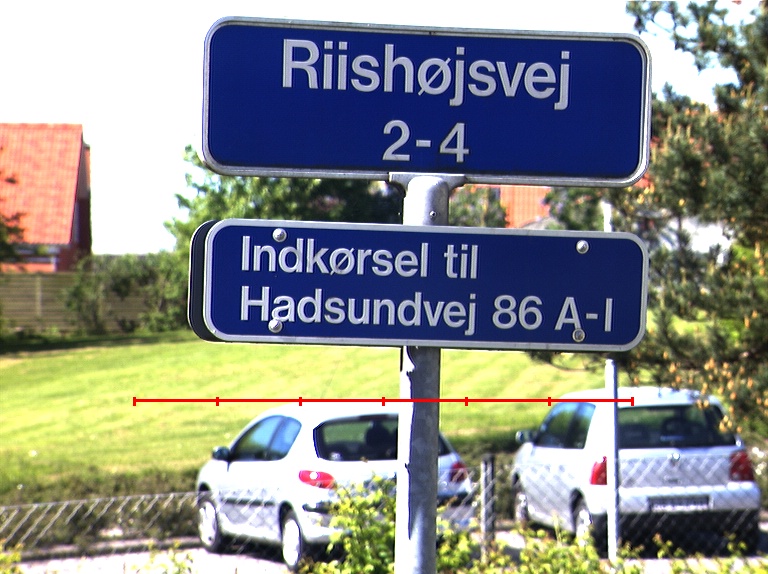 Riishøjsvej
2-4
Indkørsel til
Hadsundvej 86 A-I